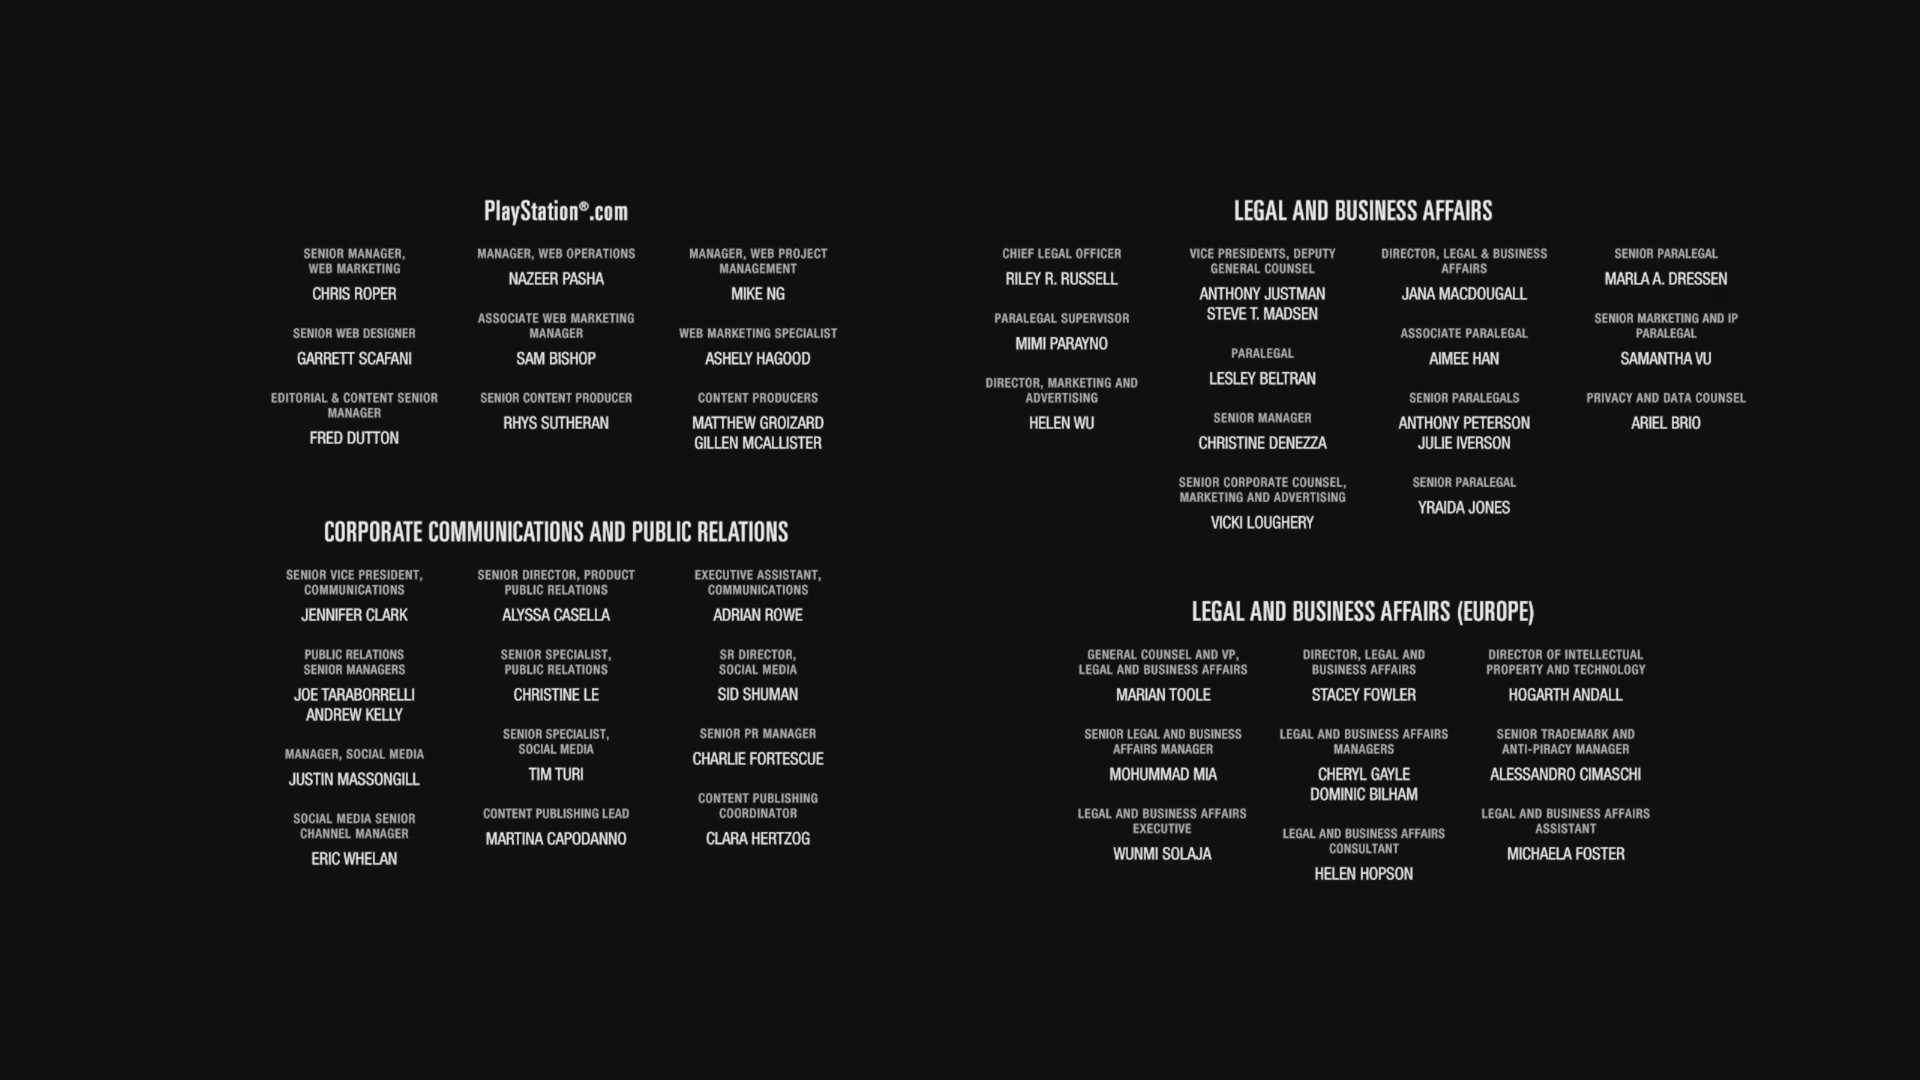 PlayStation®.com
SENIOR MANAGER,
WEB MARKETING
CHRIS ROPER
SENIOR WEB DESIGNER
GARRETT SCAFANI
EDITORIAL & CONTENT SENIOR
MANAGER
FRED DUTTON
MANAGER, WEB OPERATIONS
NAZEER PASHA
ASSOCIATE WEB MARKETING
MANAGER
SAM BISHOP
SENIOR CONTENT PRODUCER
RHYS SUTHERAN
MANAGER, WEB PROJECT
MANAGEMENT
MIKE NG
WEB MARKETING SPECIALIST
ASHELY HAGOOD
CONTENT PRODUCERS
MATTHEW GROIZARD
GILLEN MCALLISTER
CORPORATE COMMUNICATIONS AND PUBLIC RELATIONS
SENIOR VICE PRESIDENT,
COMMUNICATIONS
JENNIFER CLARK
PUBLIC RELATIONS
SENIOR MANAGERS
JOE TARABORRELLI
ANDREW KELLY
MANAGER, SOCIAL MEDIA
JUSTIN MASSONGILL
SOCIAL MEDIA SENIOR
CHANNEL MANAGER
ERIC WHELAN
SENIOR DIRECTOR, PRODUCT
PUBLIC RELATIONS
ALYSSA CASELLA
SENIOR SPECIALIST,
PUBLIC RELATIONS
CHRISTINE LE
SENIOR SPECIALIST,
SOCIAL MEDIA
TIM TURI
CONTENT PUBLISHING LEAD
MARTINA CAPODANNO
EXECUTIVE ASSISTANT,
COMMUNICATIONS
ADRIAN ROWE
SR DIRECTOR,
SOCIAL MEDIA
SID SHUMAN
SENIOR PR MANAGER
CHARLIE FORTESCUE
CONTENT PUBLISHING
COORDINATOR
CLARA HERTZOG
LEGAL AND BUSINESS AFFAIRS
CHIEF LEGAL OFFICER
RILEY R. RUSSELL
PARALEGAL SUPERVISOR
MIMI PARAYNO
DIRECTOR, MARKETING AND
ADVERTISING
HELEN WU
VICE PRESIDENTS, DEPUTY
GENERAL COUNSEL
ANTHONY JUSTMAN
STEVE T. MADSEN
PARALEGAL
LESLEY BELTRAN
SENIOR MANAGER
CHRISTINE DENEZZA
SENIOR CORPORATE COUNSEL,
MARKETING AND ADVERTISING
VICKI LOUGHERY
DIRECTOR, LEGAL & BUSINESS
AFFAIRS
JANA MACDOUGALL
ASSOCIATE PARALEGAL
AIMEE HAN
SENIOR PARALEGALS
ANTHONY PETERSON
JULIE IVERSON
SENIOR PARALEGAL
YRAIDA JONES
SENIOR PARALEGAL
MARLA A. DRESSEN
SENIOR MARKETING AND IP
PARALEGAL
SAMANTHA VU
PRIVACY AND DATA COUNSEL
ARIEL BRIO
LEGAL AND BUSINESS AFFAIRS (EUROPE)
GENERAL COUNSEL AND VP,
LEGAL AND BUSINESS AFFAIRS
MARIAN TOOLE
SENIOR LEGAL AND BUSINESS
AFFAIRS MANAGER
MOHUMMAD MIA
LEGAL AND BUSINESS AFFAIRS
EXECUTIVE
WUNMI SOLAJA
DIRECTOR, LEGAL AND
BUSINESS AFFAIRS
STACEY FOWLER
LEGAL AND BUSINESS AFFAIRS
MANAGERS
CHERYL GAYLE
DOMINIC BILHAM
LEGAL AND BUSINESS AFFAIRS
CONSULTANT
HELEN HOPSON
DIRECTOR OF INTELLECTUAL
PROPERTY AND TECHNOLOGY
HOGARTH ANDALL
SENIOR TRADEMARK AND
ANTI-PIRACY MANAGER
ALESSANDRO CIMASCHI
LEGAL AND BUSINESS AFFAIRS
ASSISTANT
MICHAELA FOSTER